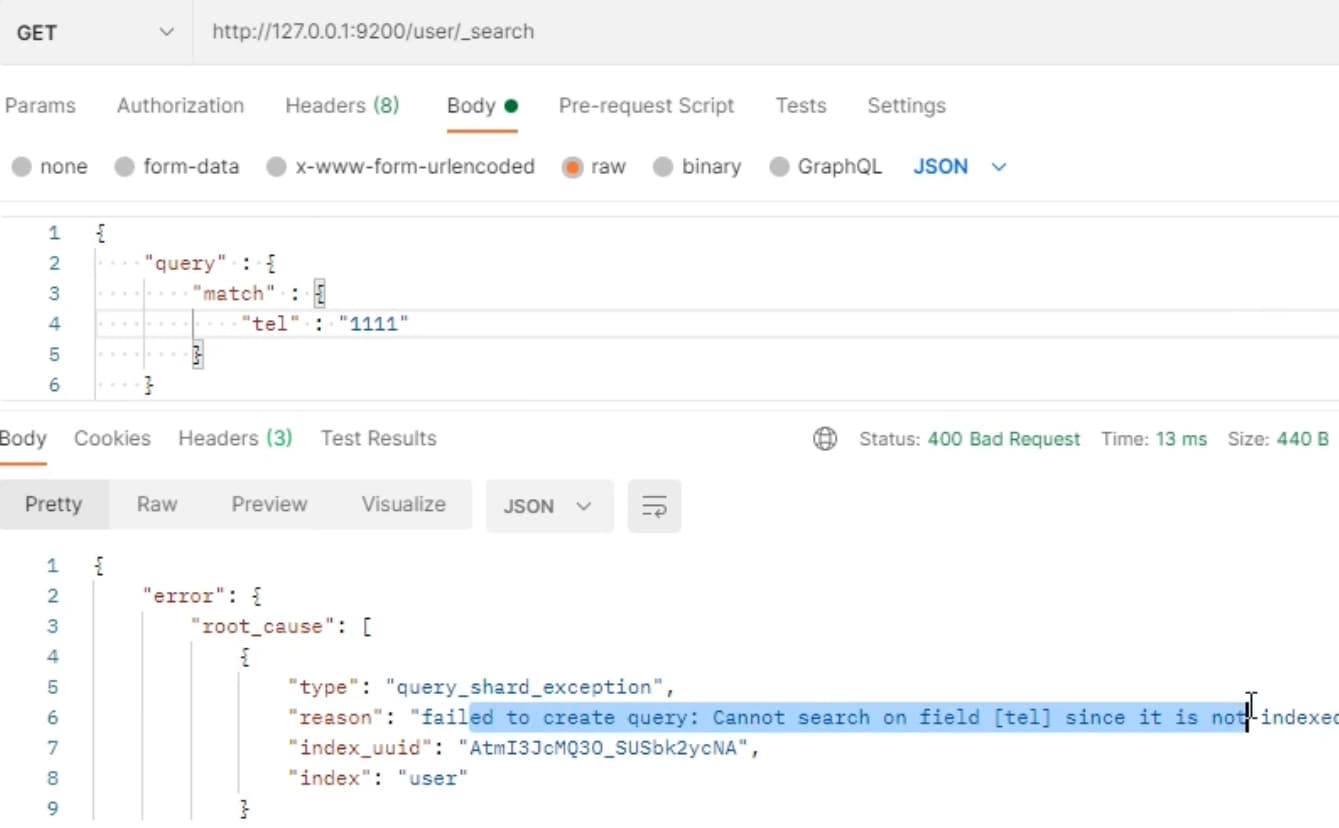 GET http://127.0.0.1:9200/user/_search
Params Authorization Headers (8) Body Pre-request Script Tests Settings
none form-data x-www-form-urlencoded raw binary GraphQL JSON
1 {
2 "query" : {
3 "match" : {
4 "tel" : "1111"
5 }
6 }
Body Cookies Headers (3) Test Results Status: 400 Bad Request Time: 13 ms Size: 440 B
Pretty Raw Preview Visualize JSON
1 {
2 "error": {
3 "root_cause": [
4 {
5 "type": "query_shard_exception",
6 "reason": "failed to create query: Cannot search on field [tel] since it is not indexed
7 "index_uuid": "AtmI3JcMQ3O_SUSbk2ycNA",
8 "index": "user"
9 }